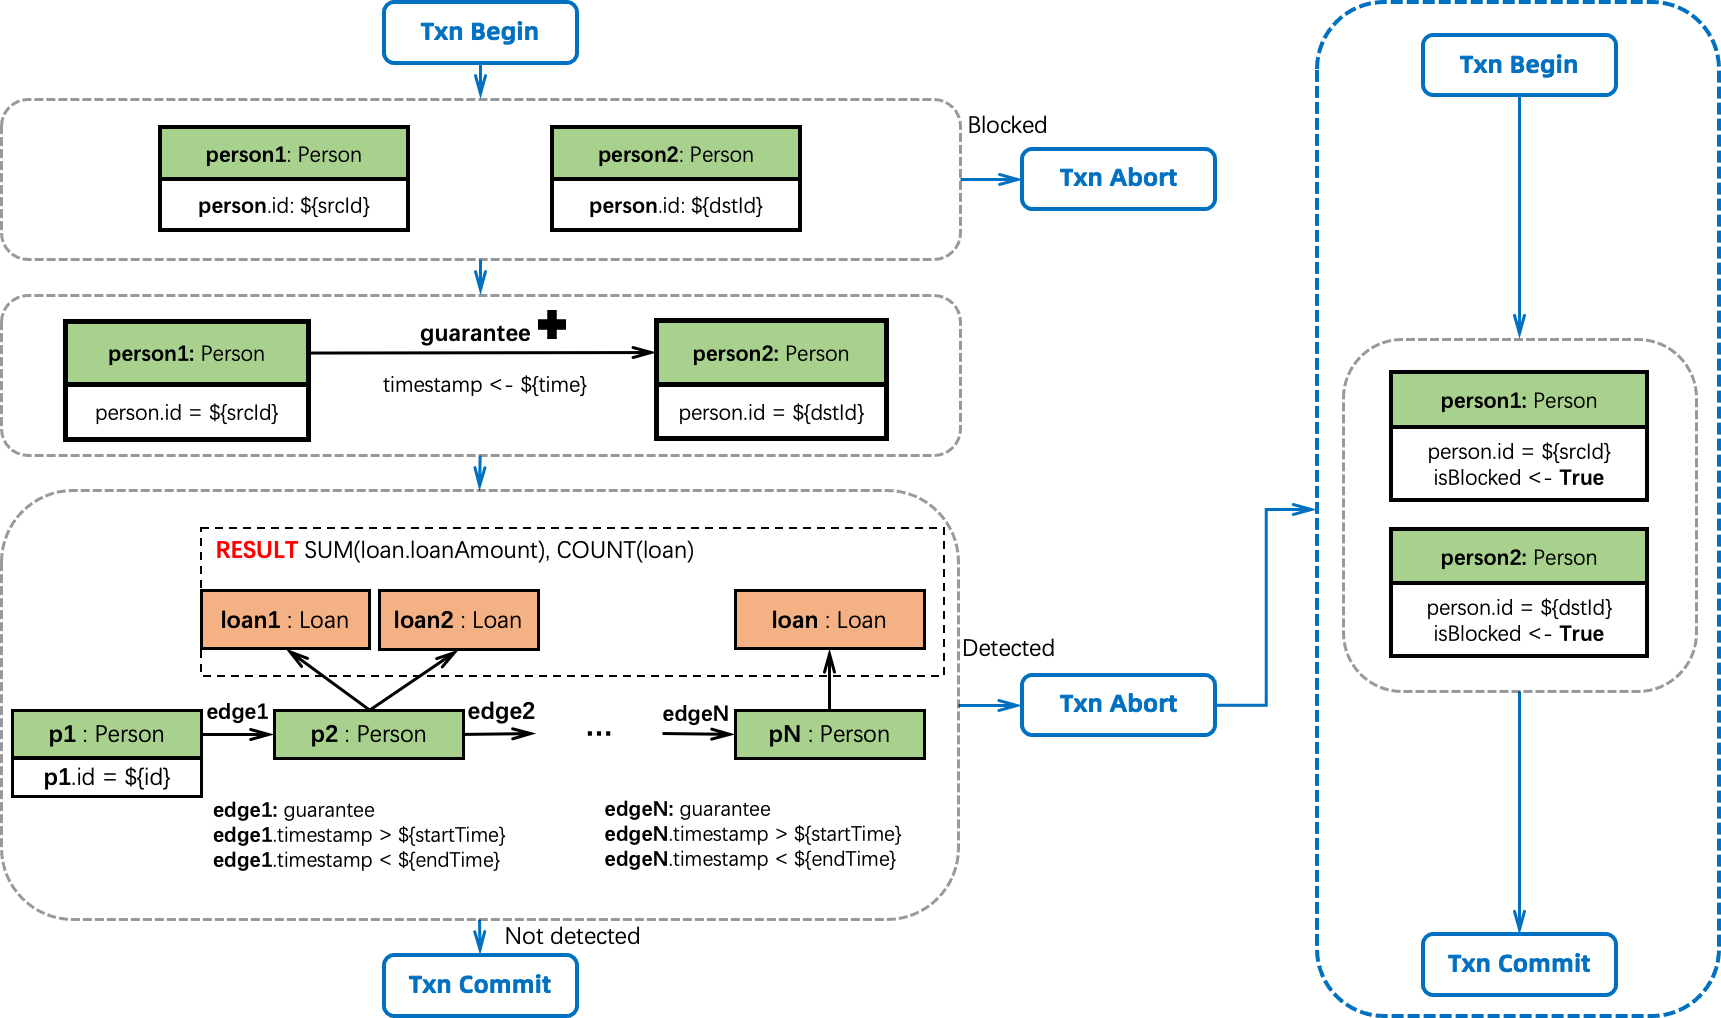 Txn Begin
person1: Person
person.id: ${srcId}
person2: Person
person.id: ${dstId}
Blocked
Txn Abort
person1: Person
person.id = ${srcId}
guarantee
timestamp <- ${time}
person2: Person
person.id = ${dstId}
RESULT SUM(loan.loanAmount), COUNT(loan)
loan1 : Loan
loan2 : Loan
loan : Loan
p1 : Person
p1.id = ${id}
edge1
p2 : Person
edge2
...
edgeN
pN : Person
edge1: guarantee
edge1.timestamp > ${startTime}
edge1.timestamp < ${endTime}
edgeN: guarantee
edgeN.timestamp > ${startTime}
edgeN.timestamp < ${endTime}
Detected
Txn Abort
Not detected
Txn Commit
Txn Begin
person1: Person
person.id = ${srcId}
isBlocked <- True
person2: Person
person.id = ${dstId}
isBlocked <- True
Txn Commit